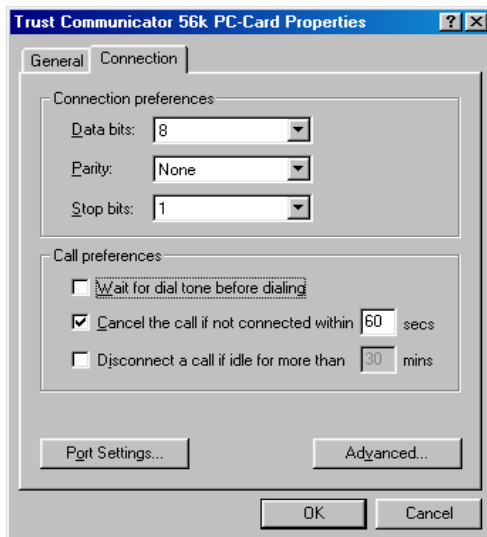 Trust Communicator 56k PC-Card Properties
General Connection
Connection preferences
Data bits: 8
Parity: None
Stop bits: 1
Call preferences
Wait for dial tone before dialing
Cancel the call if not connected within 60 secs
Disconnect a call if idle for more than 30 mins
Port Settings... Advanced...
OK Cancel